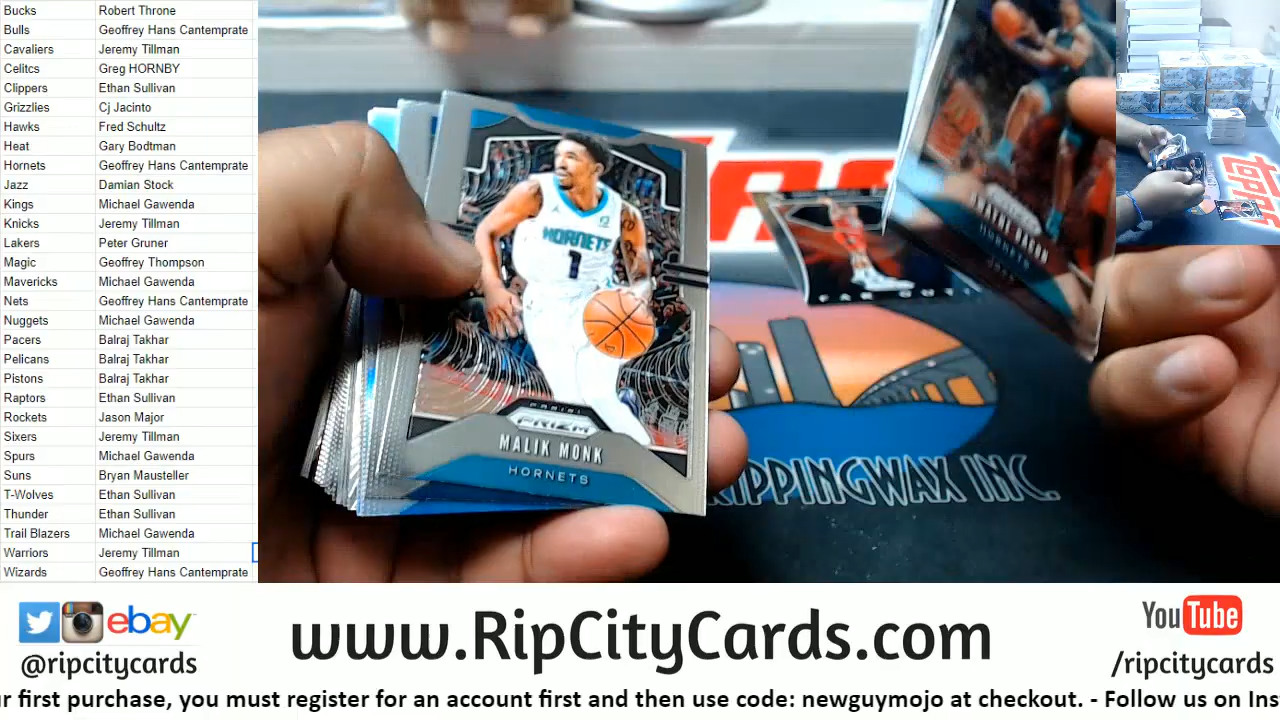 Bucks Robert Throne
Bulls Geoffrey Hans Cantemprate
Cavaliers Jeremy Tillman
Celitcs Greg HORNBY
Clippers Ethan Sullivan
Grizzlies Cj Jacinto
Hawks Fred Schultz
Heat Gary Bodtman
Hornets Geoffrey Hans Cantemprate
Jazz Damian Stock
Kings Michael Gawenda
Knicks Jeremy Tillman
Lakers Peter Gruner
Magic Geoffrey Thompson
Mavericks Michael Gawenda
Nets Geoffrey Hans Cantemprate
Nuggets Michael Gawenda
Pacers Balraj Takhar
Pelicans Balraj Takhar
Pistons Balraj Takhar
Raptors Ethan Sullivan
Rockets Jason Major
Sixers Jeremy Tillman
Spurs Michael Gawenda
Suns Bryan Mausteller
T-Wolves Ethan Sullivan
Thunder Ethan Sullivan
Trail Blazers Michael Gawenda
Warriors Jeremy Tillman
Wizards Geoffrey Hans Cantemprate
HORNETS
1
PANINI
PRIZM
MALIK MONK
HORNETS
HORNETS
FAR OUT!
RIPPINGWAX INC.
Topps
ebay
@ripcitycards
www.RipCityCards.com
YouTube
/ripcitycards
r first purchase, you must register for an account first and then use code: newguymojo at checkout. - Follow us on Ins